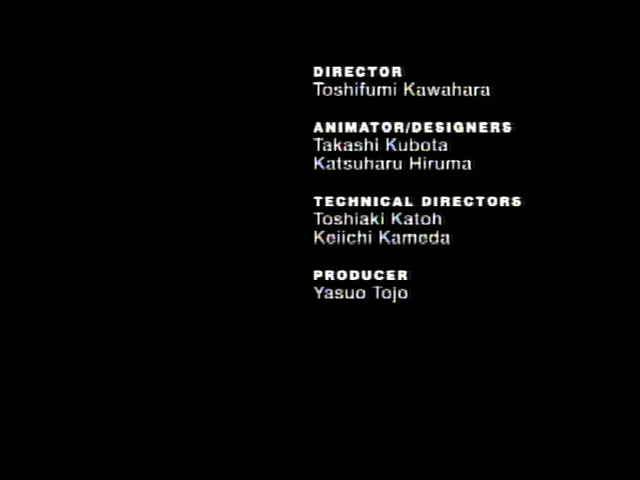 DIRECTOR
Toshifumi Kawahara
ANIMATOR/DESIGNERS
Takashi Kubota
Katsuharu Hiruma
TECHNICAL DIRECTORS
Toshiaki Katoh
Keiichi Kameda
PRODUCER
Yasuo Tojo